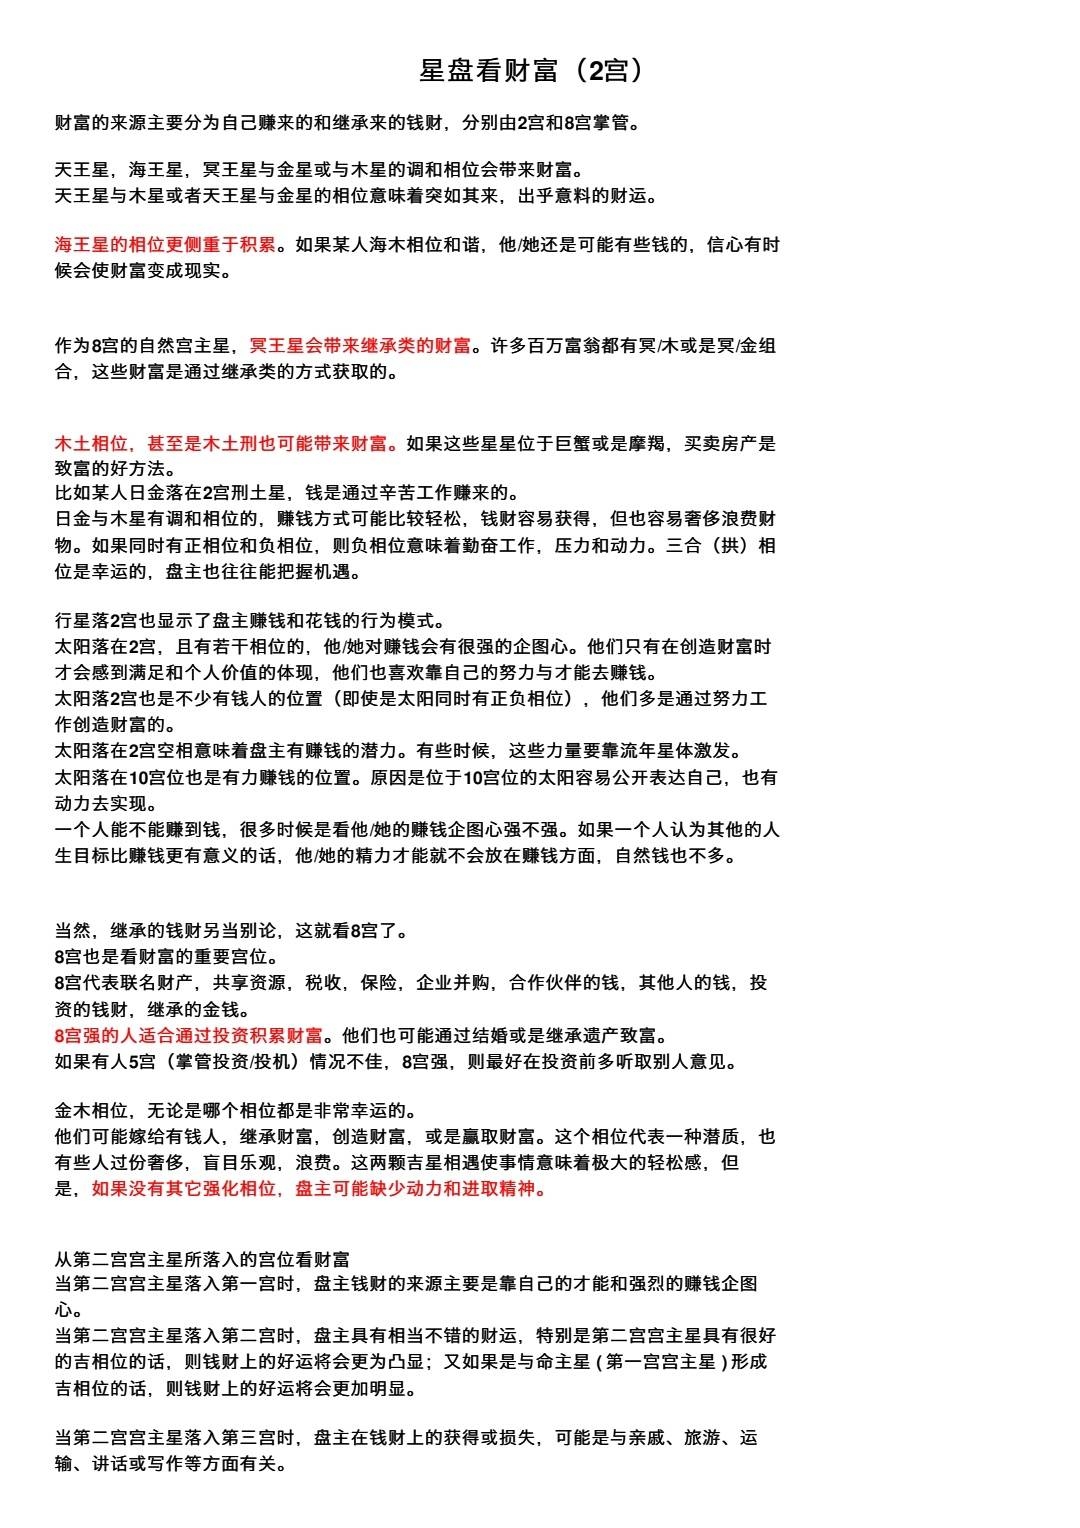 星盘看财富（2宫）
财富的来源主要分为自己赚来的和继承来的钱财，分别由2宫和8宫掌管。
天王星，海王星，冥王星与金星或与木星的调和相位会带来财富。
天王星与木星或者天王星与金星的相位意味着突如其来，出乎意料的财运。
海王星的相位更侧重于积累。如果某人海木相位和谐，他/她还是可能有些钱的，信心有时
候会使财富变成现实。
作为8宫的自然宫主星，冥王星会带来继承类的财富。许多百万富翁都有冥/木或是冥/金组
合，这些财富是通过继承类的方式获取的。
木土相位，甚至是木土刑也可能带来财富。如果这些星星位于巨蟹或是摩羯，买卖房产是
致富的好方法。
比如某人日金落在2宫刑土星，钱是通过辛苦工作赚来的。
日金与木星有调和相位的，赚钱方式可能比较轻松，钱财容易获得，但也容易奢侈浪费财
物。如果同时有正相位和负相位，则负相位意味着勤奋工作，压力和动力。三合（拱）相
位是幸运的，盘主也往往能把握机遇。
行星落2宫也显示了盘主赚钱和花钱的行为模式。
太阳落在2宫，且有若干相位的，他/她对赚钱会有很强的企图心。他们只有在创造财富时
才会感到满足和个人价值的体现，他们也喜欢靠自己的努力与才能去赚钱。
太阳落2宫也是不少有钱人的位置（即使是太阳同时有正负相位），他们多是通过努力工
作创造财富的。
太阳落在2宫空相意味着盘主有赚钱的潜力。有些时候，这些力量要靠流年星体激发。
太阳落在10宫位也是有力赚钱的位置。原因是位于10宫位的太阳容易公开表达自己，也有
动力去实现。
一个人能不能赚到钱，很多时候是看他/她的赚钱企图心强不强。如果一个人认为其他的人
生目标比赚钱更有意义的话，他/她的精力才能就不会放在赚钱方面，自然钱也不多。
当然，继承的钱财另当别论，这就看8宫了。
8宫也是看财富的重要宫位。
8宫代表联名财产，共享资源，税收，保险，企业并购，合作伙伴的钱，其他人的钱，投
资的钱财，继承的金钱。
8宫强的人适合通过投资积累财富。他们也可能通过结婚或是继承遗产致富。
如果有人5宫（掌管投资/投机）情况不佳，8宫强，则最好在投资前多听取别人意见。
金木相位，无论是哪个相位都是非常幸运的。
他们可能嫁给有钱人，继承财富，创造财富，或是赢取财富。这个相位代表一种潜质，也
有些人过份奢侈，盲目乐观，浪费。这两颗吉星相遇使事情意味着极大的轻松感，但
是，如果没有其它强化相位，盘主可能缺少动力和进取精神。
从第二宫宫主星所落入的宫位看财富
当第二宫宫主星落入第一宫时，盘主钱财的来源主要是靠自己的才能和强烈的赚钱企图
心。
当第二宫宫主星落入第二宫时，盘主具有相当不错的财运，特别是第二宫宫主星具有很好
的吉相位的话，则钱财上的好运将会更为凸显；又如果是与命主星 ( 第一宫宫主星 ) 形成
吉相位的话，则钱财上的好运将会更加明显。
当第二宫宫主星落入第三宫时，盘主在钱财上的获得或损失，可能是与亲戚、旅游、运
输、讲话或写作等方面有关。